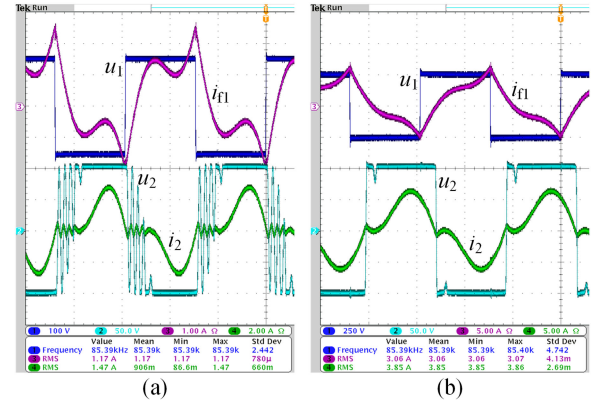 Tek Run
u1
if1
u2
i2
3
2
1 100 V 2 50.0 V 3 1.00 A Ω 4 2.00 A Ω
Value Mean Min Max Std Dev
1 Frequency 85.39kHz 85.39k 85.39k 85.39k 2.442
3 RMS 1.17 A 1.17 1.17 1.17 780µ
4 RMS 1.47 A 906m 86.6m 1.47 660m
(a)
Tek Run
u1
if1
u2
i2
3
2
1 250 V 2 50.0 V 3 5.00 A Ω 4 5.00 A Ω
Value Mean Min Max Std Dev
1 Frequency 85.39kHz 85.39k 85.39k 85.40k 4.742
3 RMS 3.06 A 3.06 3.06 3.07 4.13m
4 RMS 3.85 A 3.85 3.85 3.86 2.69m
(b)